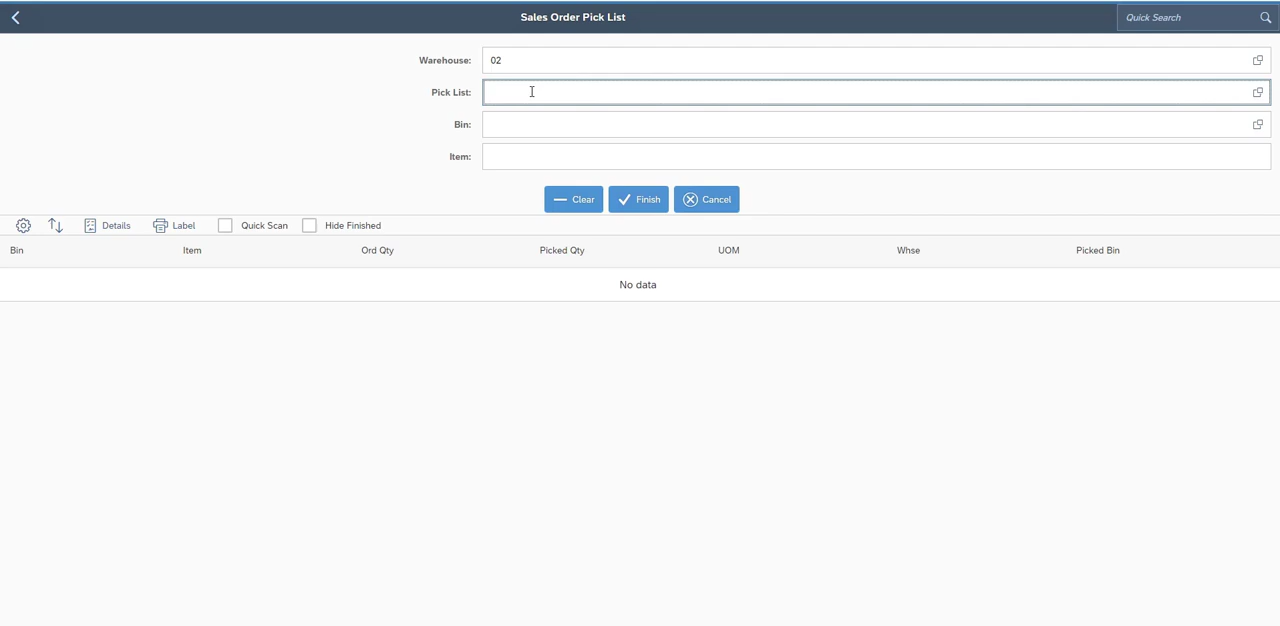 Sales Order Pick List
Quick Search
Warehouse: 02
Pick List:
Bin:
Item:
Clear Finish Cancel
Details Label Quick Scan Hide Finished
Bin Item Ord Qty Picked Qty UOM Whse Picked Bin
No data